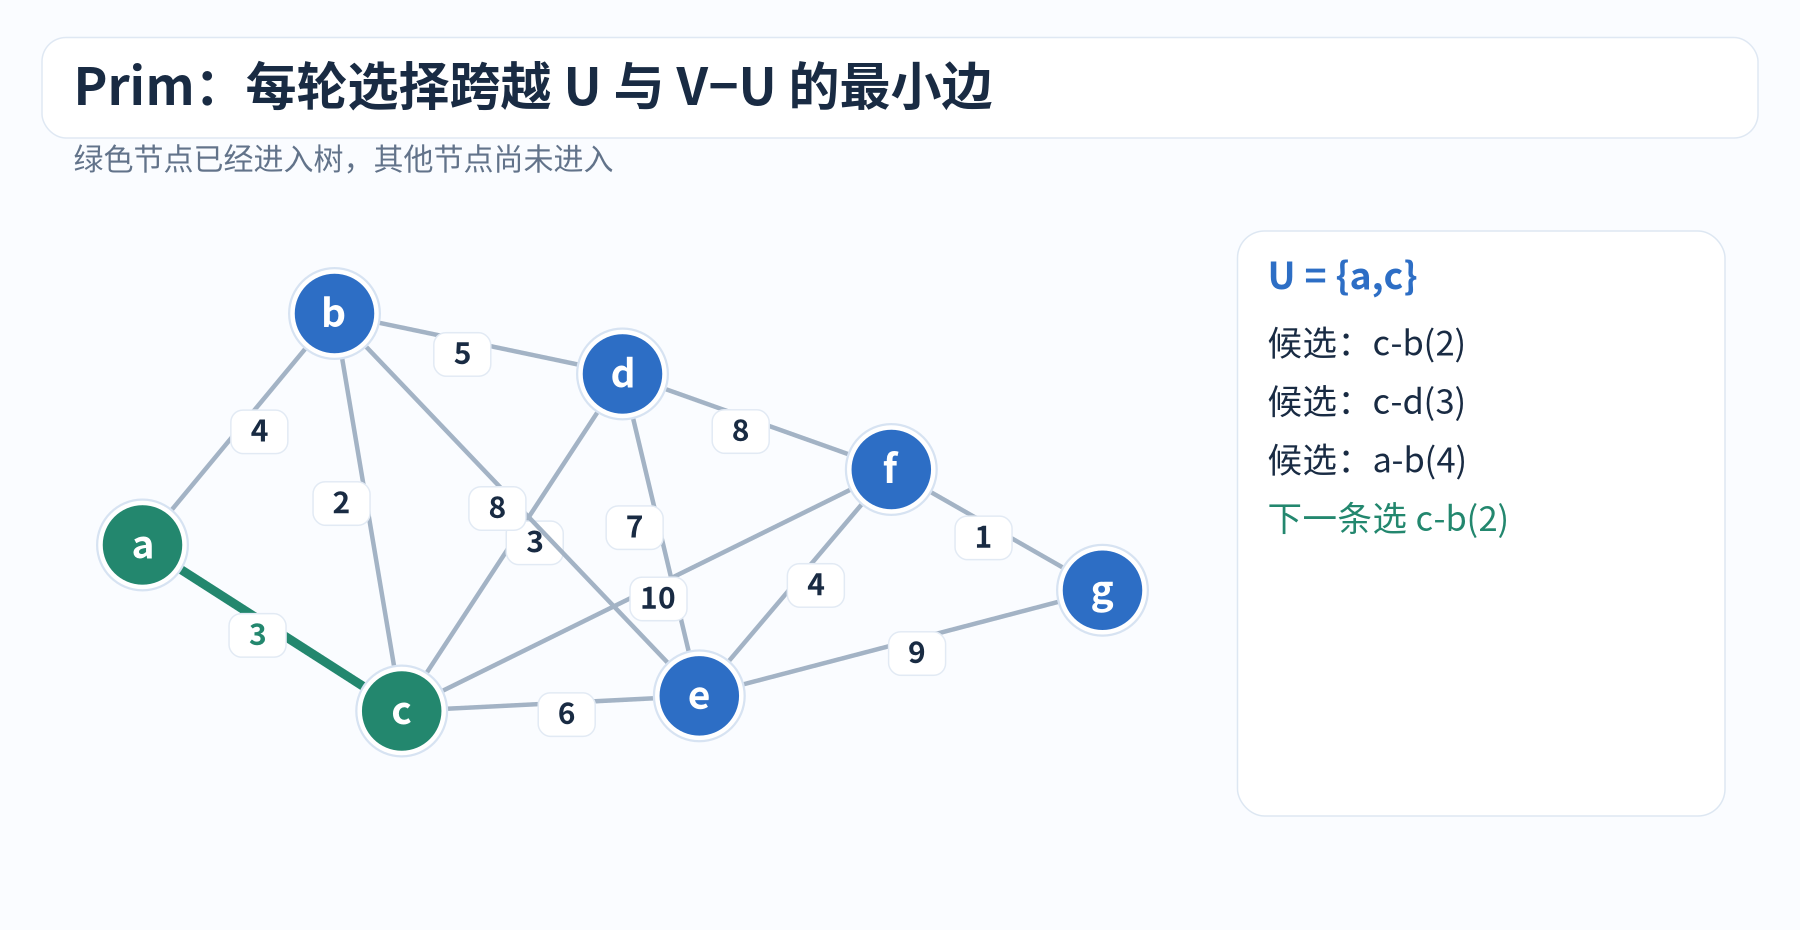 Prim：每轮选择跨越 U 与 V−U 的最小边
绿色节点已经进入树，其他节点尚未进入
b
5
d
4
8
f
2
8
3
7
1
a
10
4
g
3
9
c
6
e
U = {a,c}
候选：c-b(2)
候选：c-d(3)
候选：a-b(4)
下一条选 c-b(2)